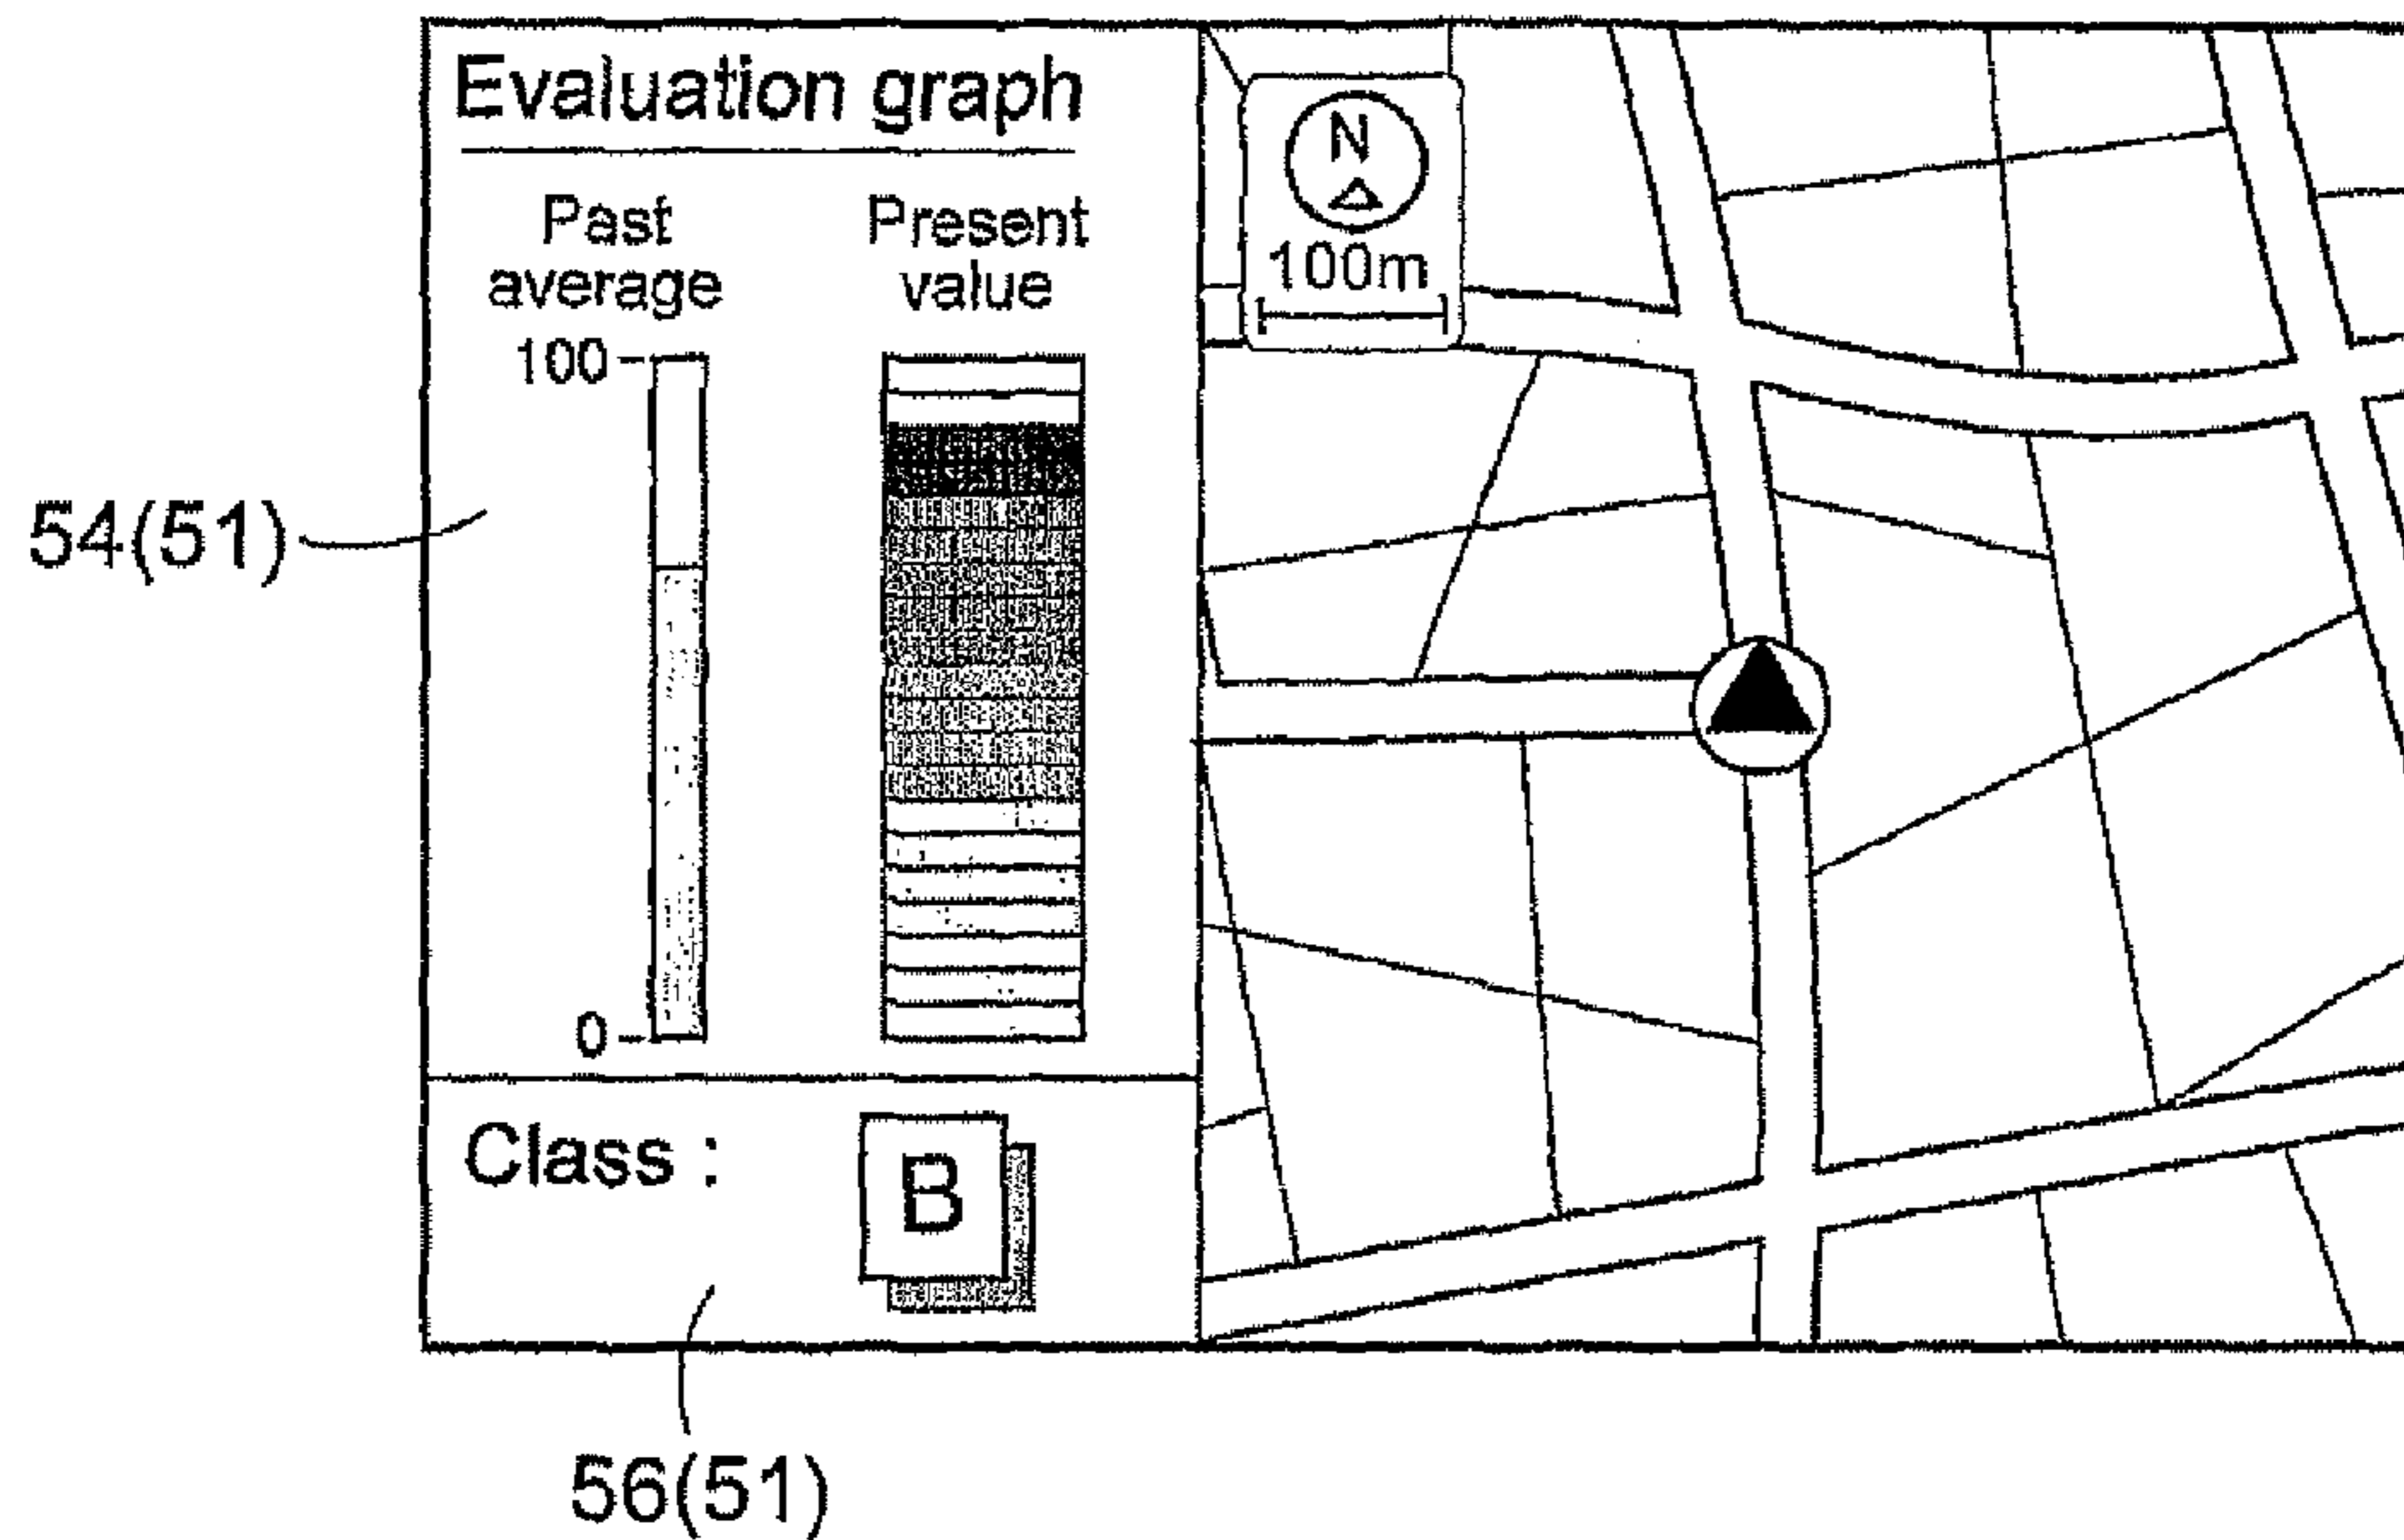 Evaluation graph
Past average
Present value
100
0
54(51)
Class : B
56(51)
N
100m